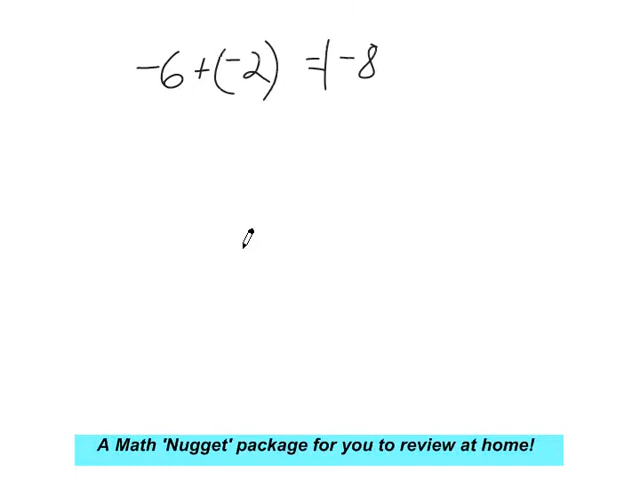 -6+(-2) =| -8
A Math 'Nugget' package for you to review at home!